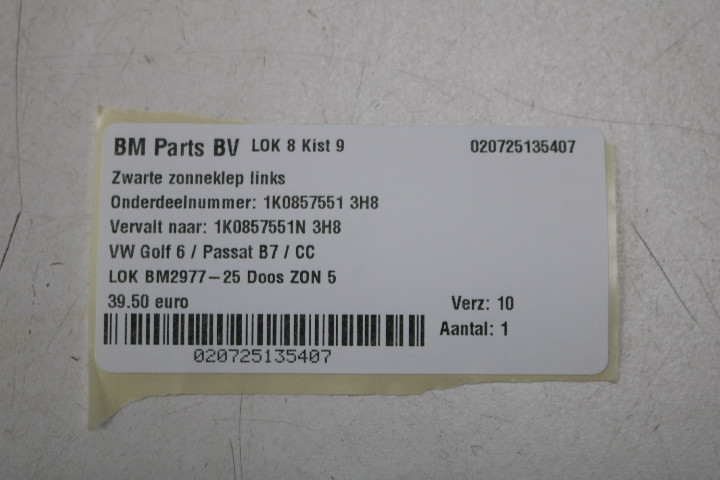 BM Parts BV LOK 8 Kist 9 020725135407
Zwarte zonneklep links
Onderdeelnummer: 1K0857551 3H8
Vervalt naar: 1K0857551N 3H8
VW Golf 6 / Passat B7 / CC
LOK BM2977-25 Doos ZON 5
39.50 euro Verz: 10
Aantal: 1
020725135407